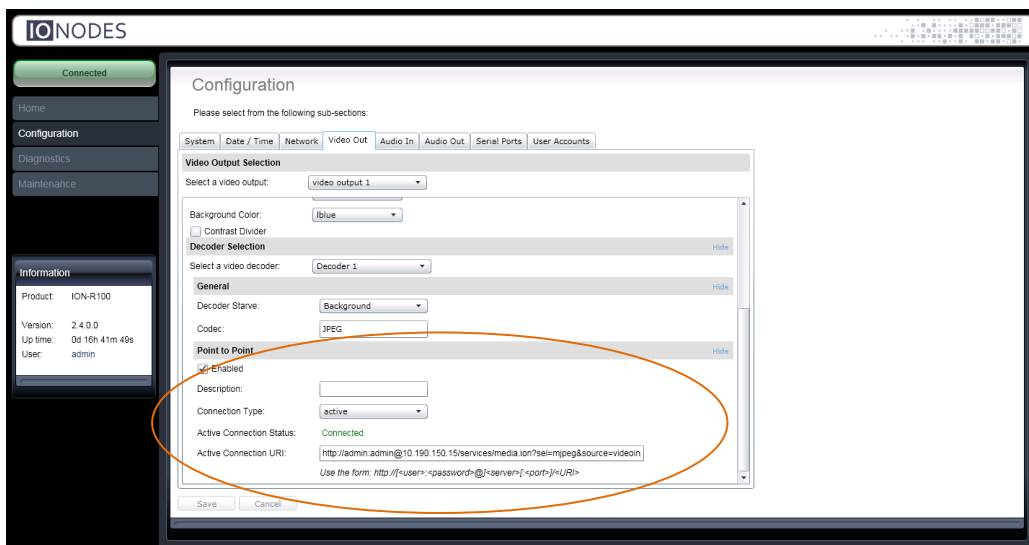 IONODES
Connected
Home
Configuration
Diagnostics
Maintenance
Information
Product: ION-R100
Version: 2.4.0.0
Up time: 0d 16h 41m 49s
User: admin
Configuration
Please select from the following sub-sections:
System Date / Time Network Video Out Audio In Audio Out Serial Ports User Accounts
Video Output Selection
Select a video output: video output 1
Background Color: lblue
Contrast Divider
Decoder Selection Hide
Select a video decoder: Decoder 1
General Hide
Decoder Starve: Background
Codec: JPEG
Point to Point Hide
Enabled
Description:
Connection Type: active
Active Connection Status: Connected
Active Connection URI: http://admin:admin@10.190.150.15/services/media.ion?sel=mjpeg&source=videoin
Use the form: http://[<user>:<password>@]<server>[:<port>]/<URI>
Save Cancel